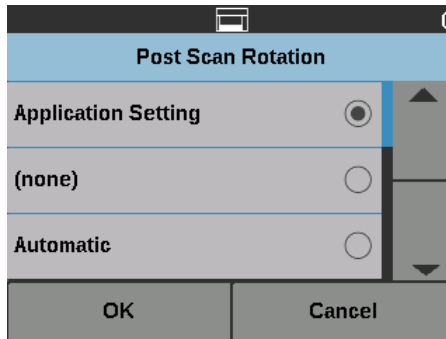 Post Scan Rotation
Application Setting
(none)
Automatic
OK
Cancel